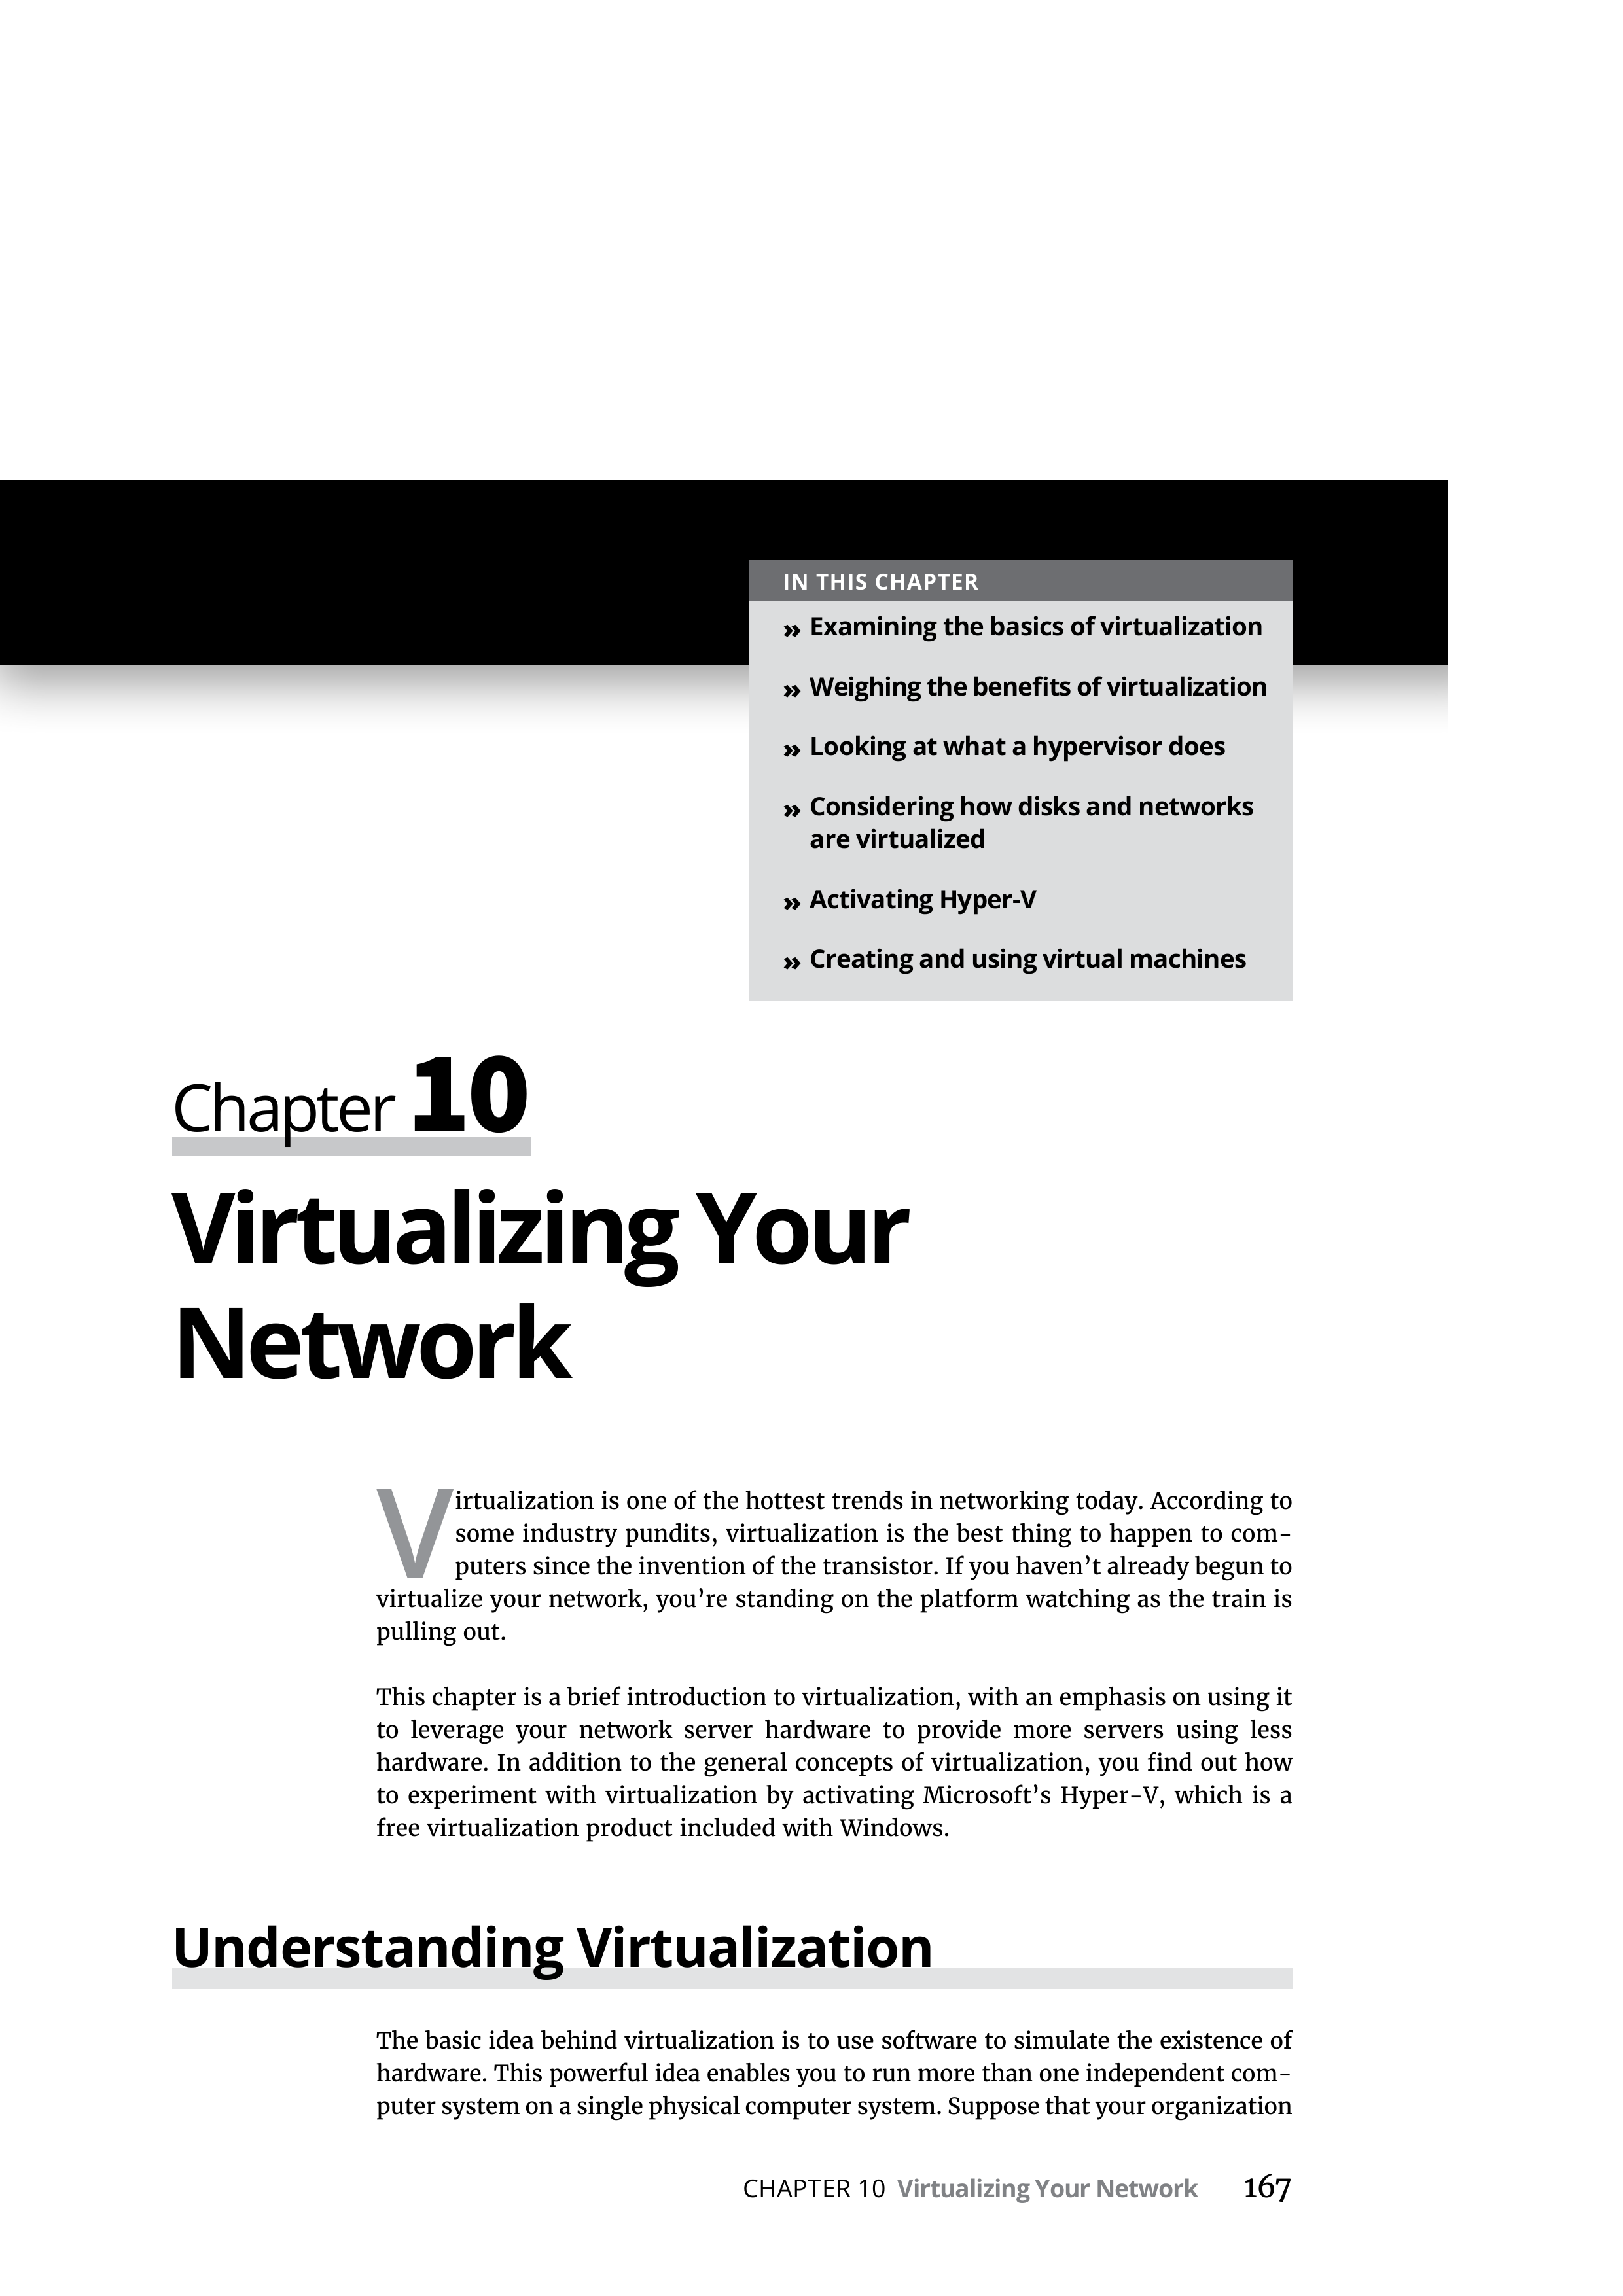 IN THIS CHAPTER
» Examining the basics of virtualization
» Weighing the benefits of virtualization
» Looking at what a hypervisor does
» Considering how disks and networks
are virtualized
» Activating Hyper-V
» Creating and using virtual machines
Chapter 10
Virtualizing Your
Network
Virtualization is one of the hottest trends in networking today. According to
some industry pundits, virtualization is the best thing to happen to com-
puters since the invention of the transistor. If you haven’t already begun to
virtualize your network, you’re standing on the platform watching as the train is
pulling out.
This chapter is a brief introduction to virtualization, with an emphasis on using it
to leverage your network server hardware to provide more servers using less
hardware. In addition to the general concepts of virtualization, you find out how
to experiment with virtualization by activating Microsoft’s Hyper-V, which is a
free virtualization product included with Windows.
Understanding Virtualization
The basic idea behind virtualization is to use software to simulate the existence of
hardware. This powerful idea enables you to run more than one independent com-
puter system on a single physical computer system. Suppose that your organization
CHAPTER 10 Virtualizing Your Network 167